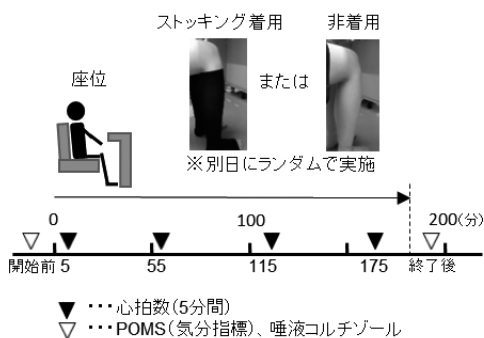 ストッキング着用 非着用
座位
または
※別日にランダムで実施
0 100 200(分)
開始前 5 55 115 175 終了後
▼ ・・・心拍数(5分間)
▽ ・・・POMS(気分指標)、唾液コルチゾール